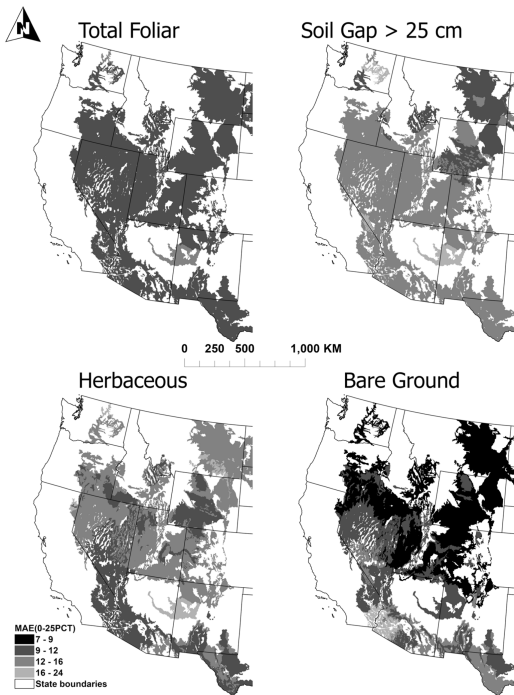 N
Total Foliar
Soil Gap > 25 cm
0 250 500 1,000 KM
Herbaceous
Bare Ground
MAE(0-25PCT)
7 - 9
9 - 12
12 - 16
16 - 24
State boundaries